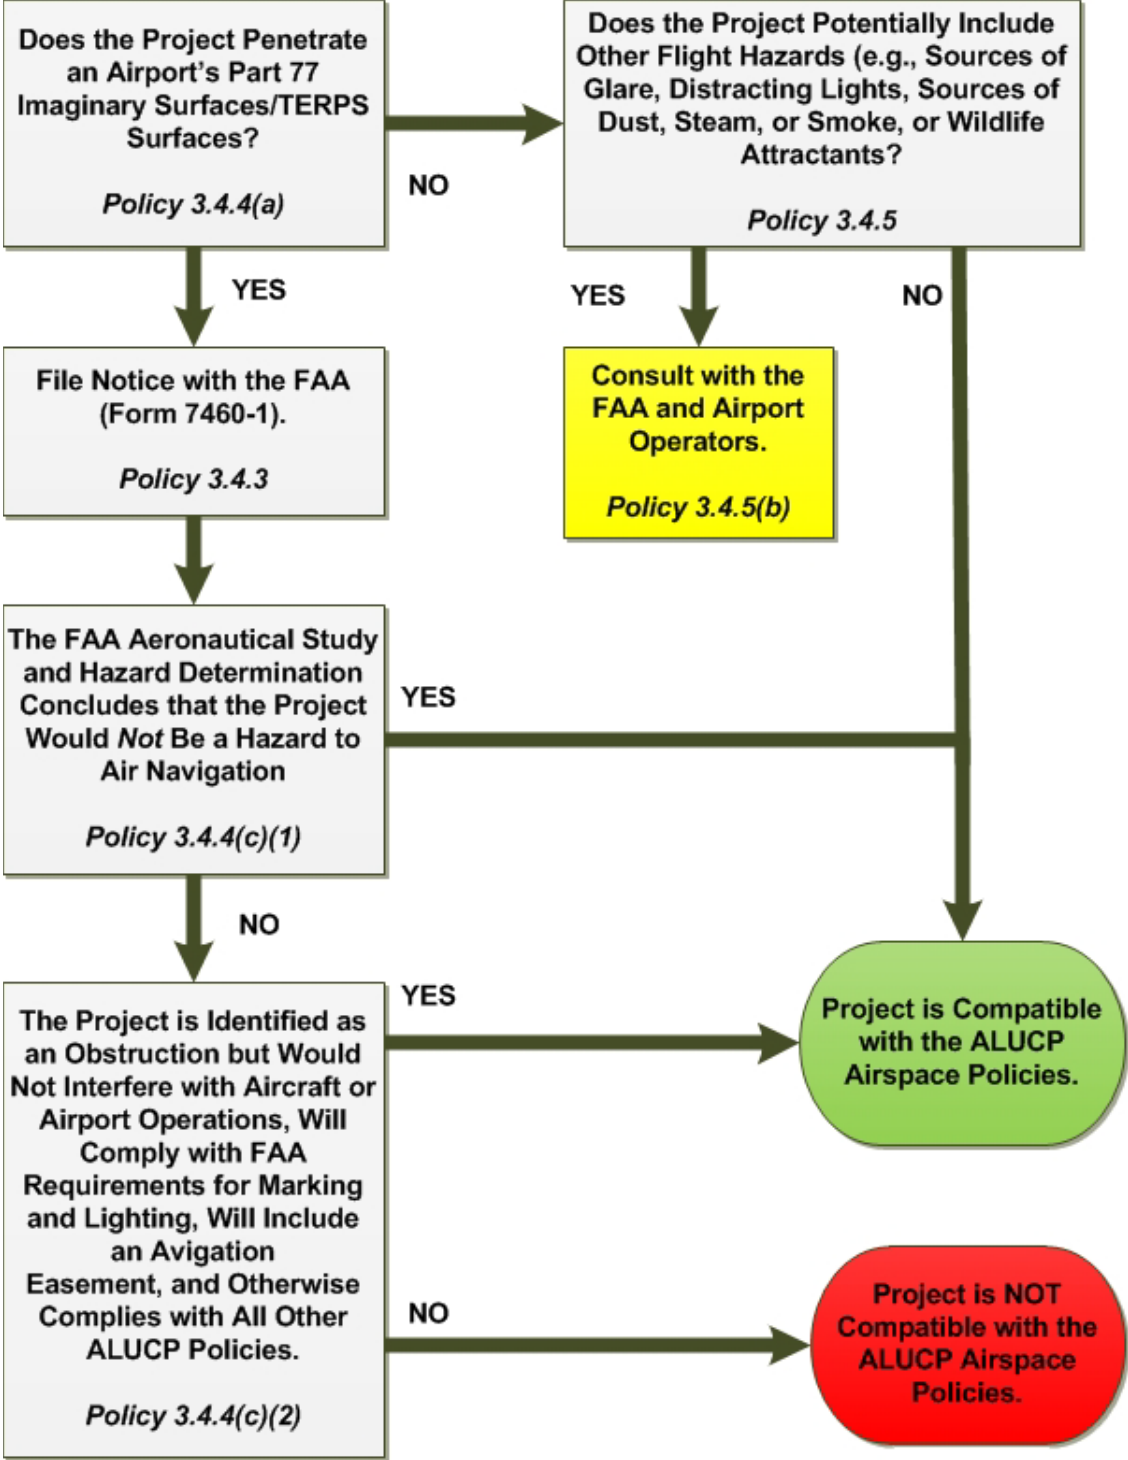 Does the Project Penetrate
an Airport's Part 77
Imaginary Surfaces/TERPS
Surfaces?
Policy 3.4.4(a)
NO
Does the Project Potentially Include
Other Flight Hazards (e.g., Sources of
Glare, Distracting Lights, Sources of
Dust, Steam, or Smoke, or Wildlife
Attractants?
Policy 3.4.5
YES
YES
NO
File Notice with the FAA
(Form 7460-1).
Policy 3.4.3
Consult with the
FAA and Airport
Operators.
Policy 3.4.5(b)
The FAA Aeronautical Study
and Hazard Determination
Concludes that the Project
Would Not Be a Hazard to
Air Navigation
Policy 3.4.4(c)(1)
YES
NO
The Project is Identified as
an Obstruction but Would
Not Interfere with Aircraft or
Airport Operations, Will
Comply with FAA
Requirements for Marking
and Lighting, Will Include
an Avigation
Easement, and Otherwise
Complies with All Other
ALUCP Policies.
Policy 3.4.4(c)(2)
YES
Project is Compatible
with the ALUCP
Airspace Policies.
NO
Project is NOT
Compatible with the
ALUCP Airspace
Policies.